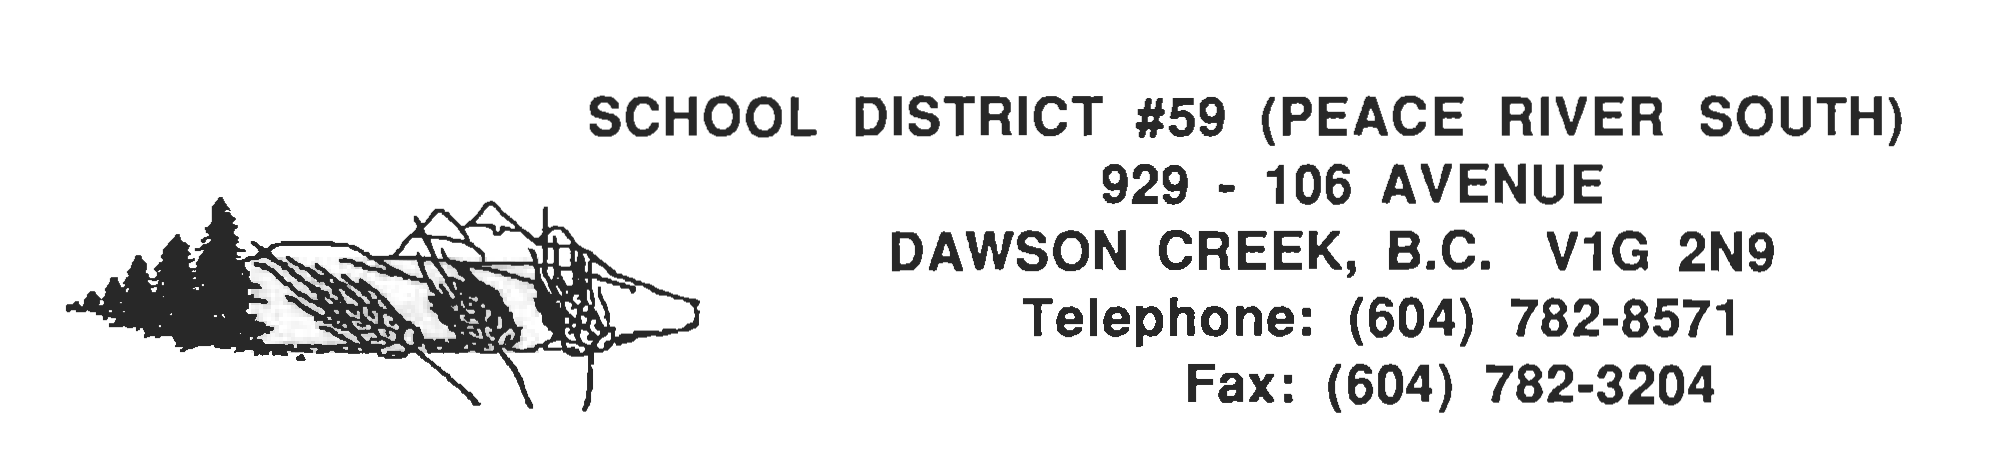 SCHOOL DISTRICT #59 (PEACE RIVER SOUTH)
929 - 106 AVENUE
DAWSON CREEK, B.C. V1G 2N9
Telephone: (604) 782-8571
Fax: (604) 782-3204